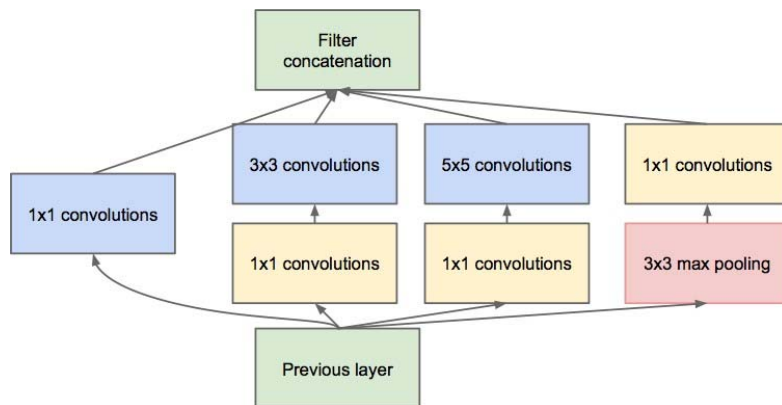 Filter
concatenation
3x3 convolutions
5x5 convolutions
1x1 convolutions
1x1 convolutions
1x1 convolutions
1x1 convolutions
3x3 max pooling
Previous layer